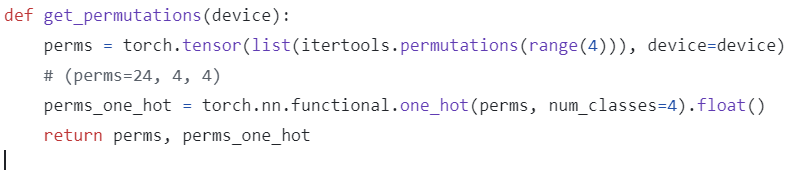 def get_permutations(device):
    perms = torch.tensor(list(itertools.permutations(range(4))), device=device)
    # (perms=24, 4, 4)
    perms_one_hot = torch.nn.functional.one_hot(perms, num_classes=4).float()
    return perms, perms_one_hot